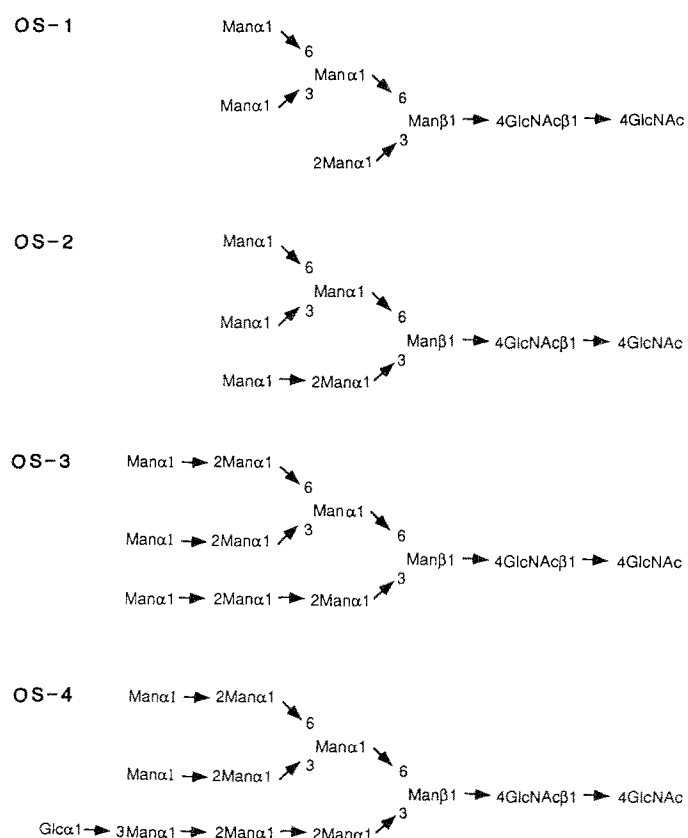 OS-1
Manα1
6
Manα1
Manα1 3
6
Manβ1 → 4GlcNAcβ1 → 4GlcNAc
3
2Manα1
OS-2
Manα1
6
Manα1
Manα1 3
6
Manβ1 → 4GlcNAcβ1 → 4GlcNAc
3
Manα1 → 2Manα1
OS-3 Manα1 → 2Manα1
6
Manα1
Manα1 → 2Manα1 3
6
Manβ1 → 4GlcNAcβ1 → 4GlcNAc
3
Manα1 → 2Manα1 → 2Manα1
OS-4 Manα1 → 2Manα1
6
Manα1
Manα1 → 2Manα1 3
6
Manβ1 → 4GlcNAcβ1 → 4GlcNAc
3
Glcα1 → 3Manα1 → 2Manα1 → 2Manα1